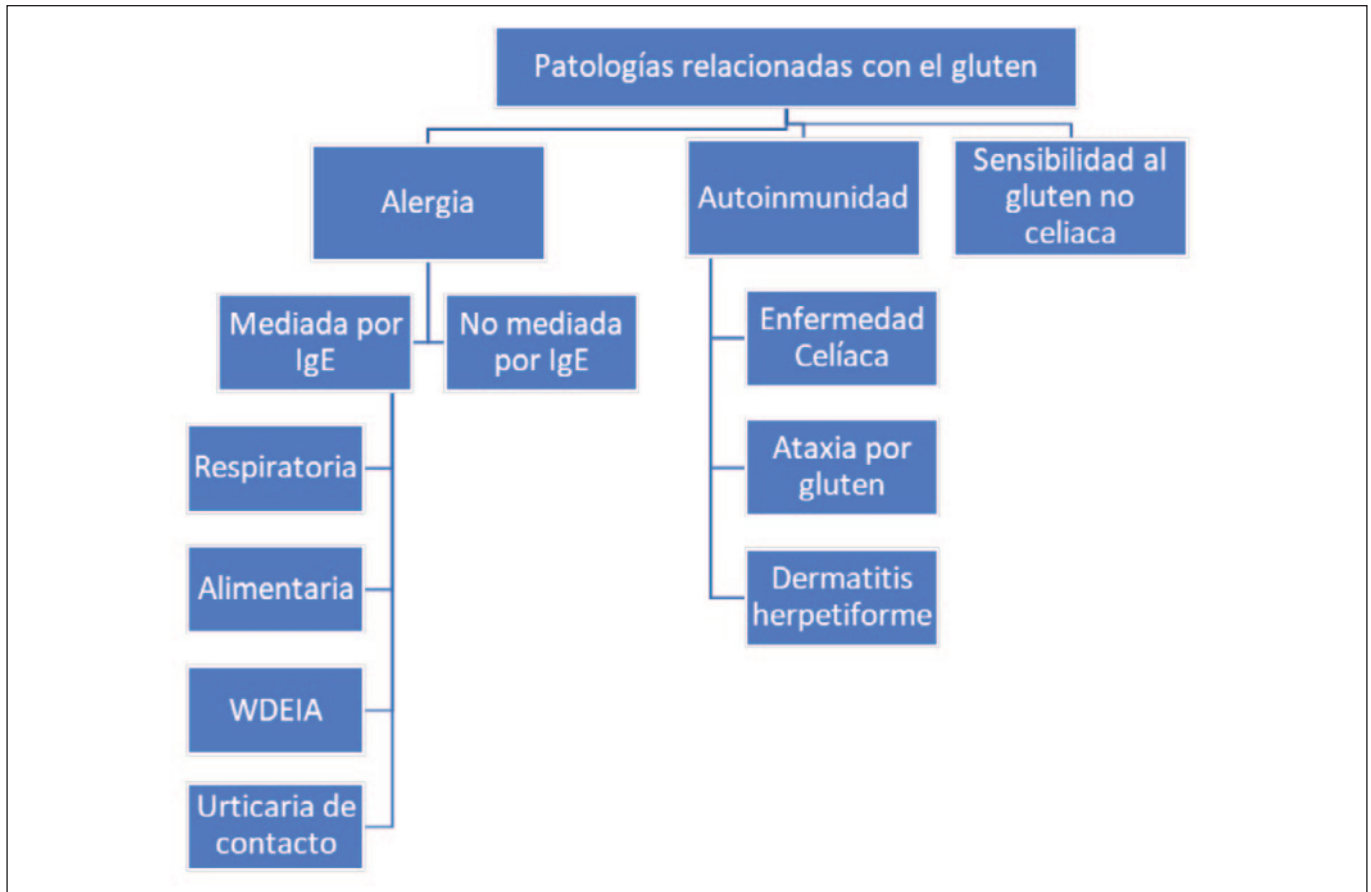 Patologías relacionadas con el gluten
Alergia
Autoinmunidad
Sensibilidad al
gluten no
celiaca
Mediada por
IgE
No mediada
por IgE
Respiratoria
Alimentaria
WDEIA
Urticaria de
contacto
Enfermedad
Celíaca
Ataxia por
gluten
Dermatitis
herpetiforme